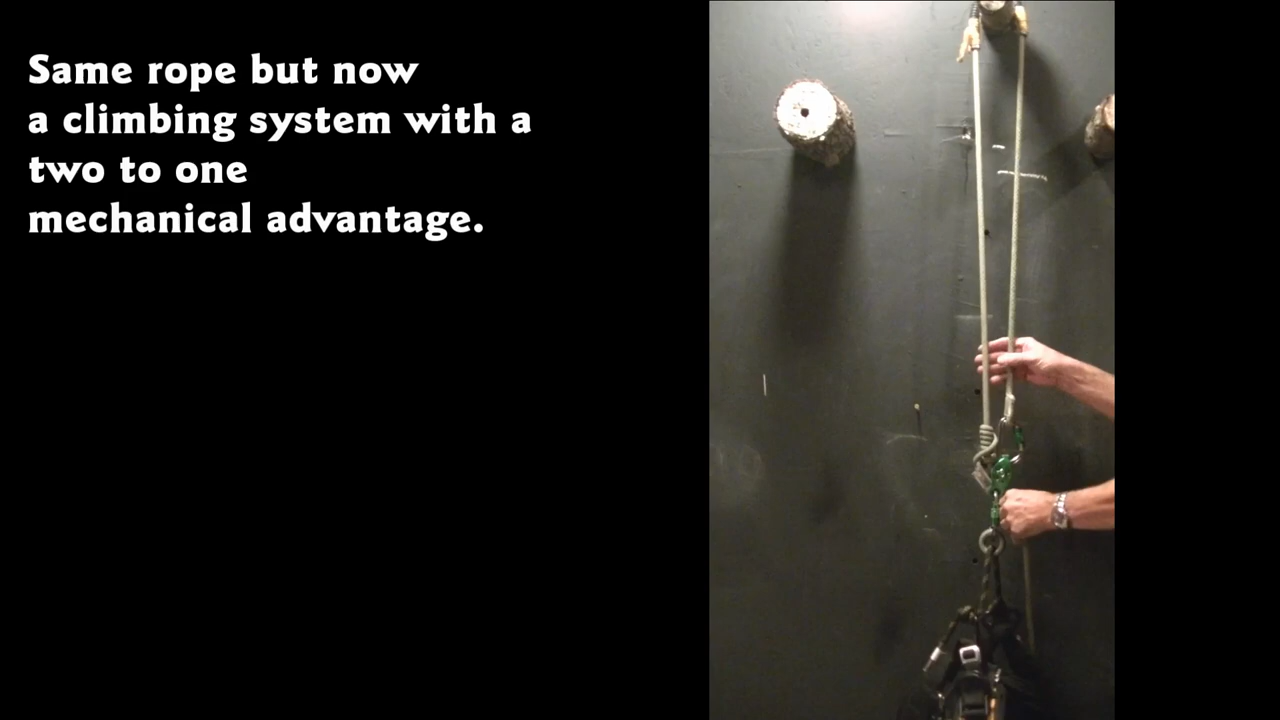 Same rope but now
a climbing system with a
two to one
mechanical advantage.